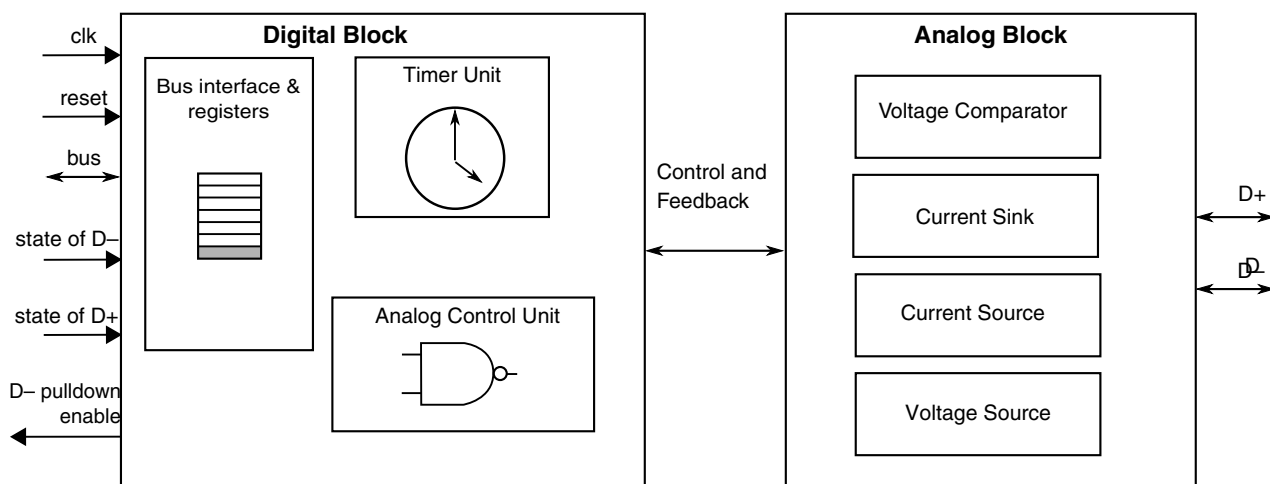 Digital Block
Analog Block
clk
reset
bus
state of D–
state of D+
D– pulldown
enable
Bus interface &
registers
Timer Unit
Analog Control Unit
Control and
Feedback
Voltage Comparator
Current Sink
Current Source
Voltage Source
D+
D–